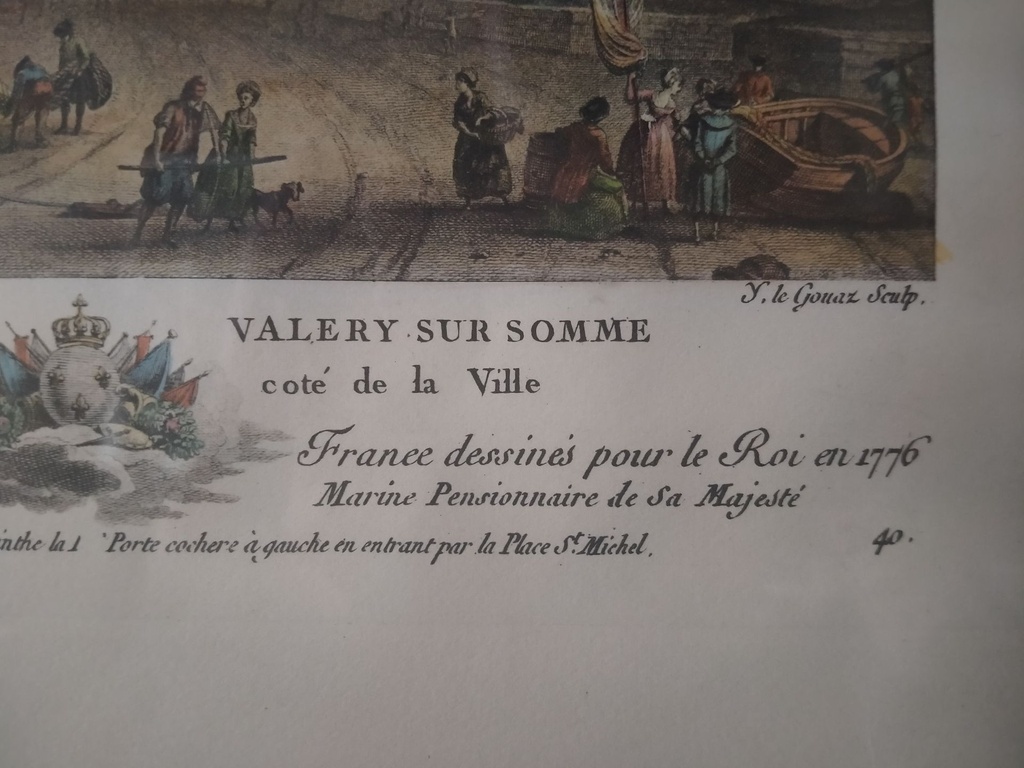 Y. le Gouaz Sculp.
VALERY SUR SOMME
coté de la Ville
France dessinés pour le Roi en 1776
Marine Pensionnaire de Sa Majesté
inthe la 1 Porte cochere à gauche en entrant par la Place St. Michel. 40.